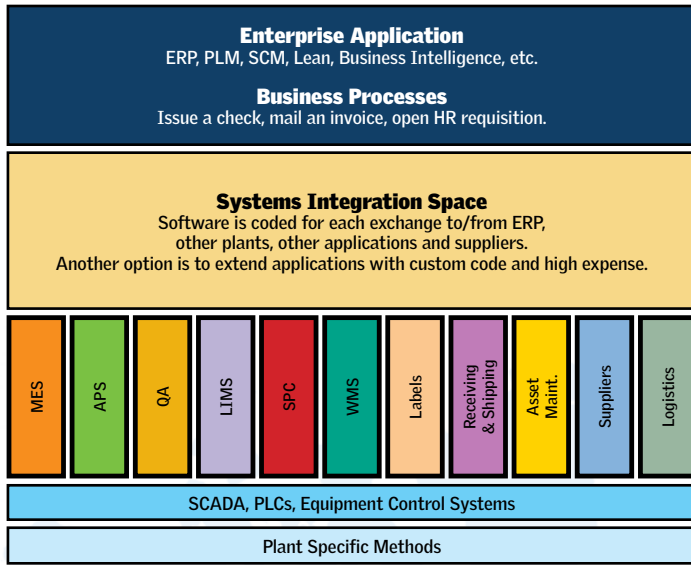 Enterprise Application
ERP, PLM, SCM, Lean, Business Intelligence, etc.
Business Processes
Issue a check, mail an invoice, open HR requisition.
Systems Integration Space
Software is coded for each exchange to/from ERP,
other plants, other applications and suppliers.
Another option is to extend applications with custom code and high expense.
MES
APS
QA
LIMS
SPC
WMS
Labels
Receiving
& Shipping
Asset
Maint.
Suppliers
Logistics
SCADA, PLCs, Equipment Control Systems
Plant Specific Methods